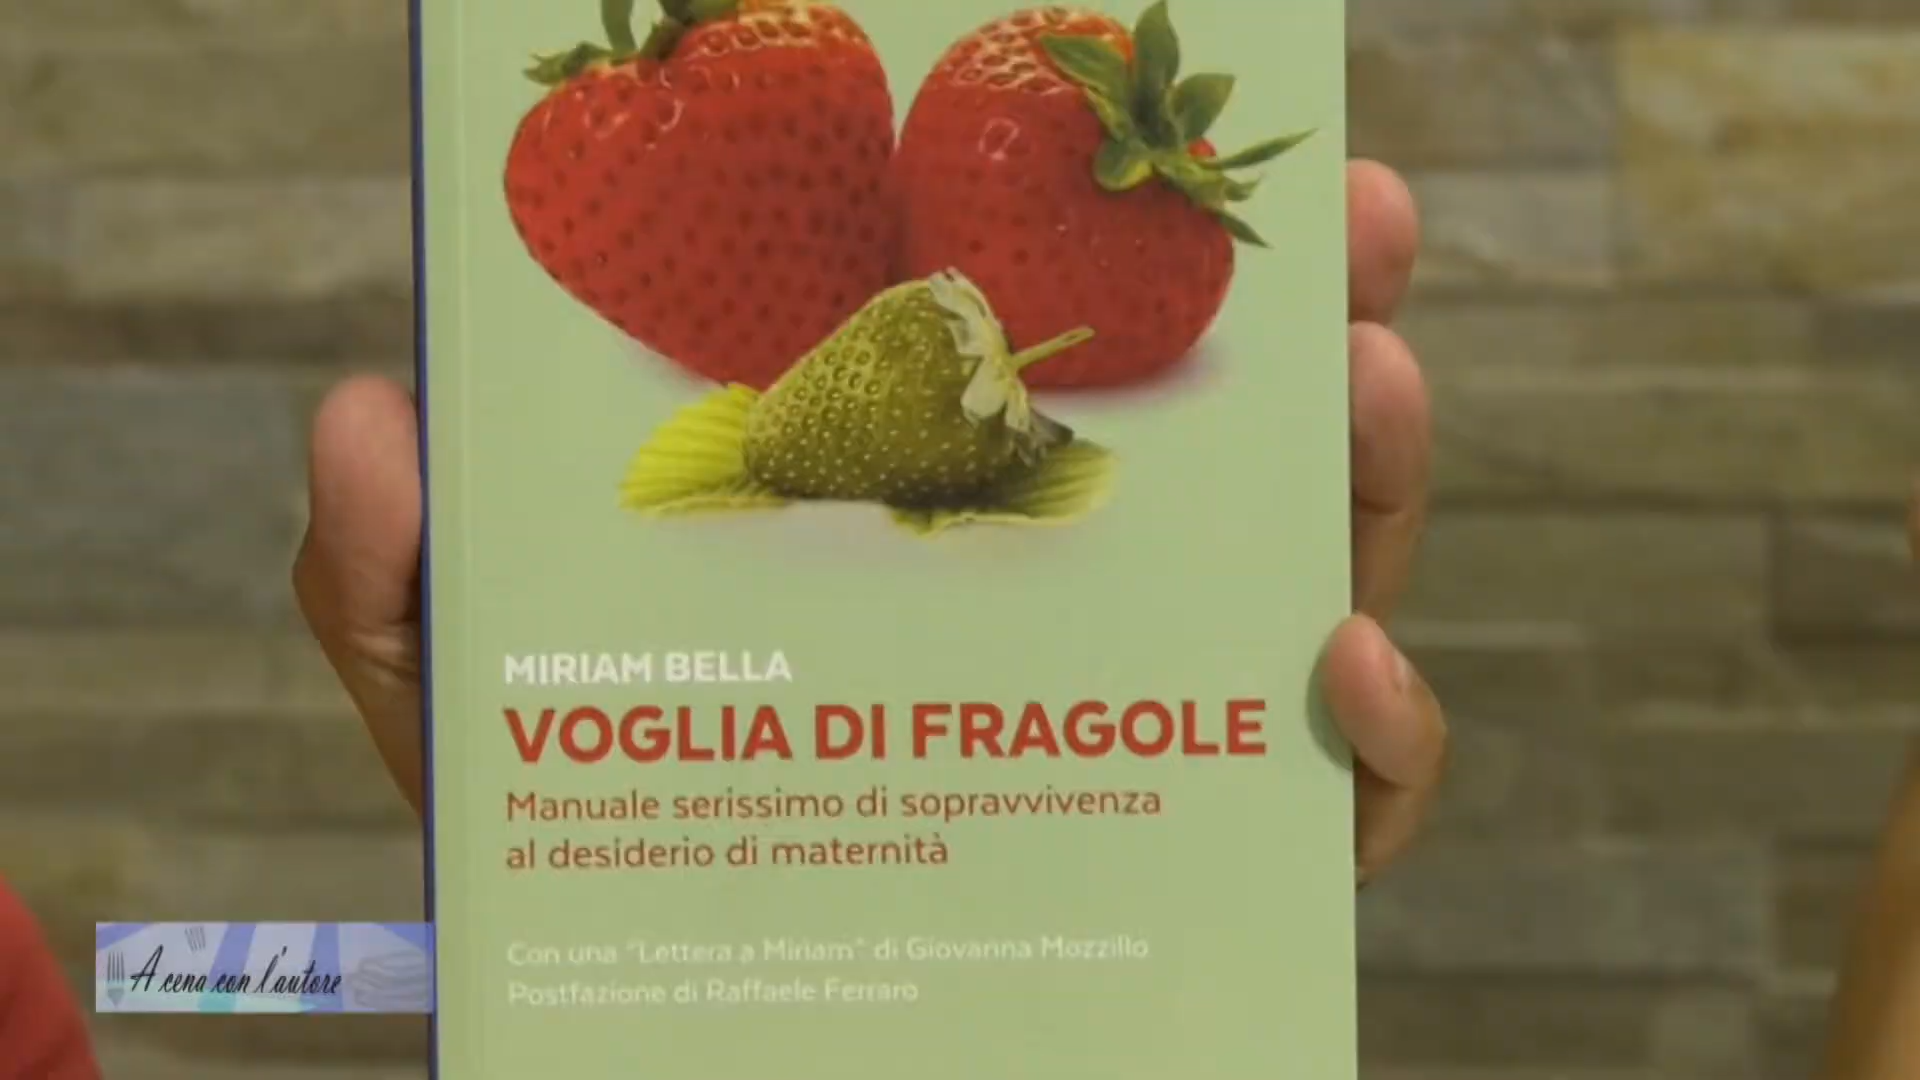 MIRIAM BELLA
VOGLIA DI FRAGOLE
Manuale serissimo di sopravvivenza
al desiderio di maternità
Con una "Lettera a Miriam" di Giovanna Mozzillo
Postfazione di Raffaele Ferraro
A cena con l'autore